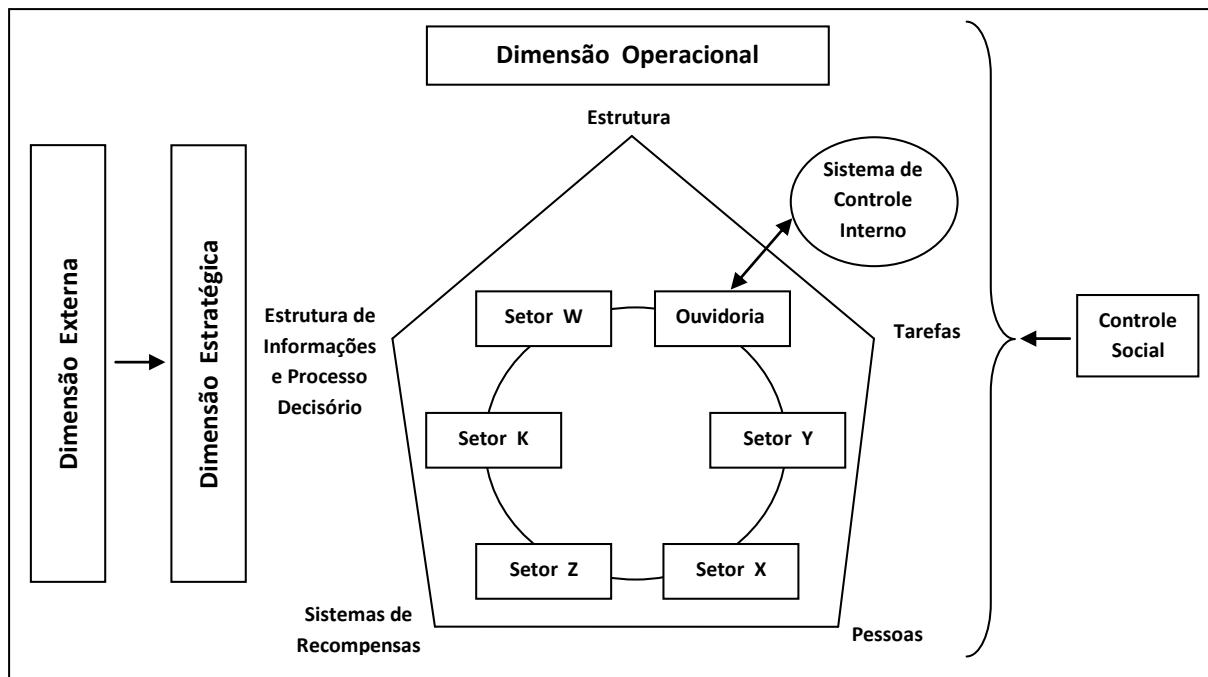 Dimensão Operacional
Estrutura
Sistema de
Controle
Interno
Dimensão Externa
Dimensão Estratégica
Estrutura de
Informações
e Processo
Decisório
Setor W
Ouvidoria
Tarefas
Controle
Social
Setor K
Setor Y
Setor Z
Setor X
Sistemas de
Recompensas
Pessoas